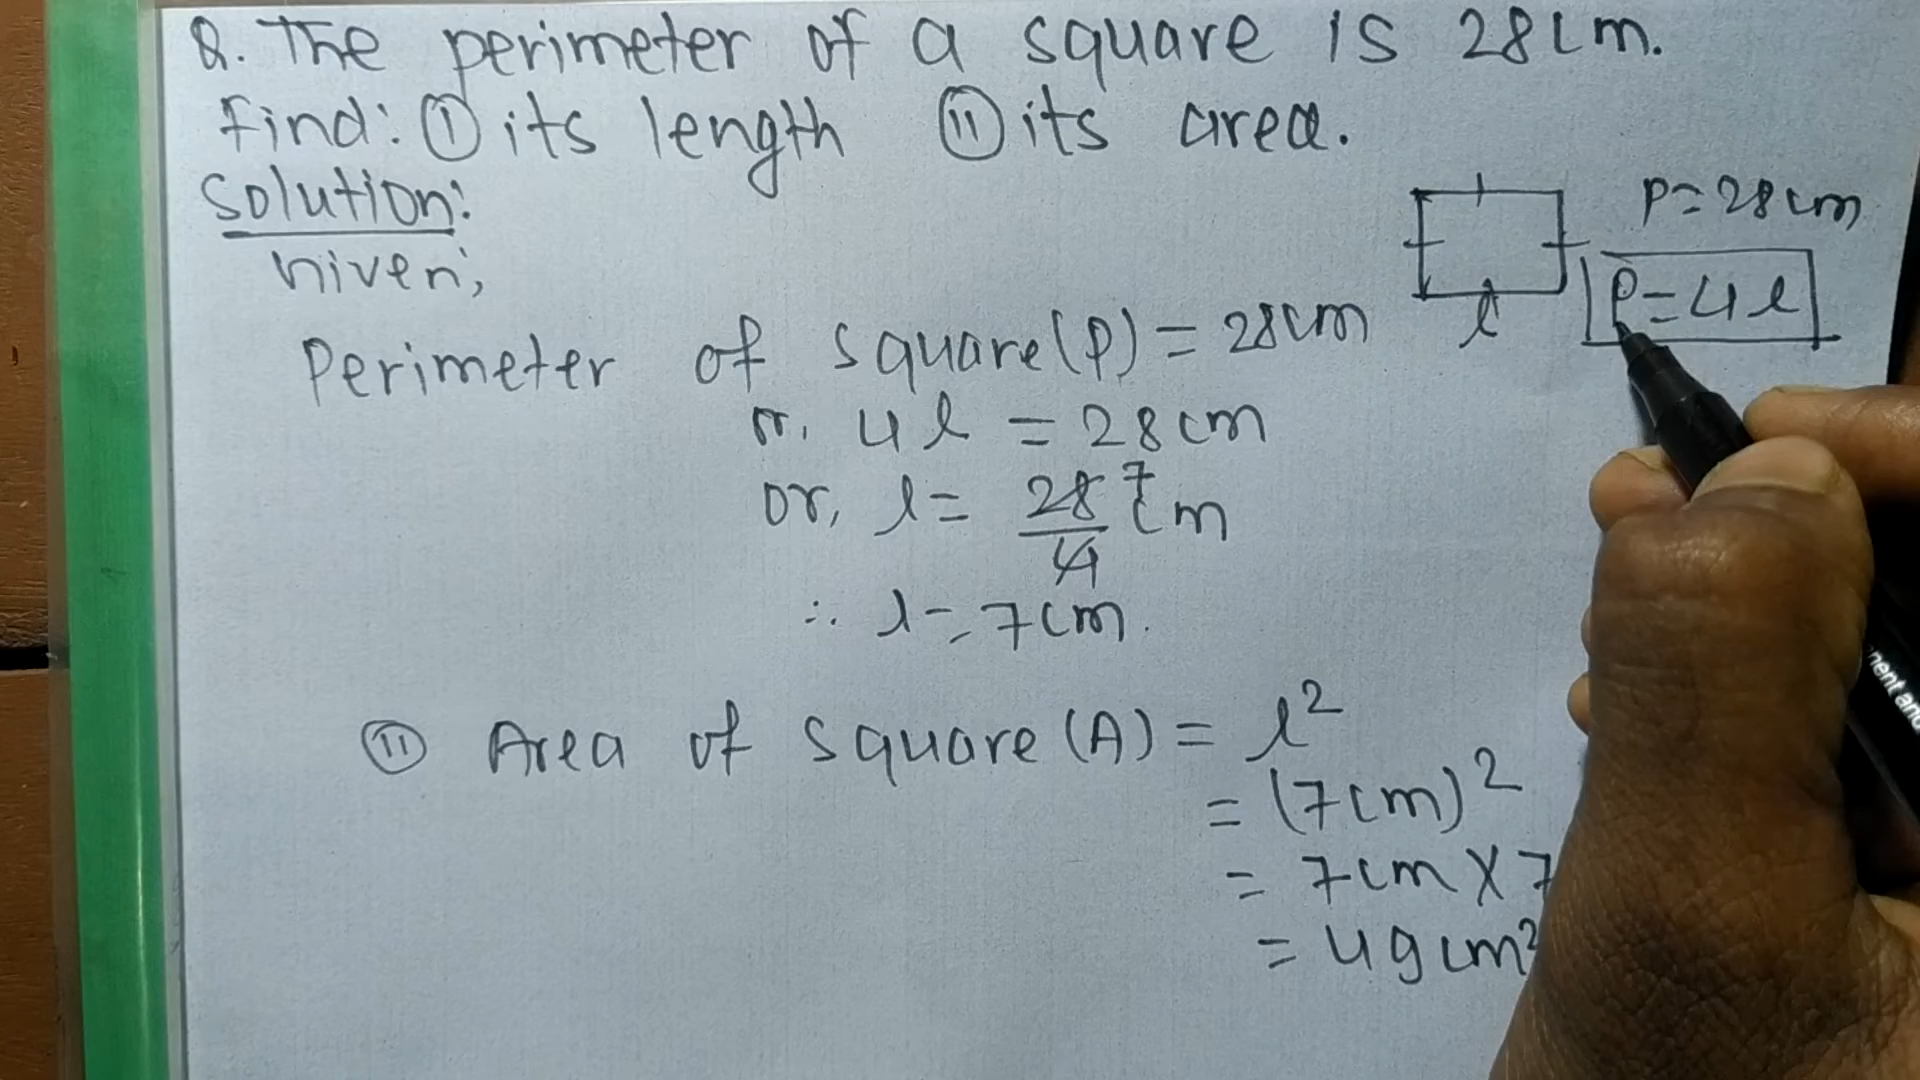 Q. The perimeter of a square is 28cm.
Find: (i) its length (ii) its area.
Solution:
Given;
P=28cm
P=4l
l
Perimeter of square(P) = 28cm
or, 4l = 28cm
or, l = 28/4 7 cm
∴ l = 7cm.
(ii) Area of square (A) = l²
= (7cm)²
= 7cm X 7
= 49cm²
nent and